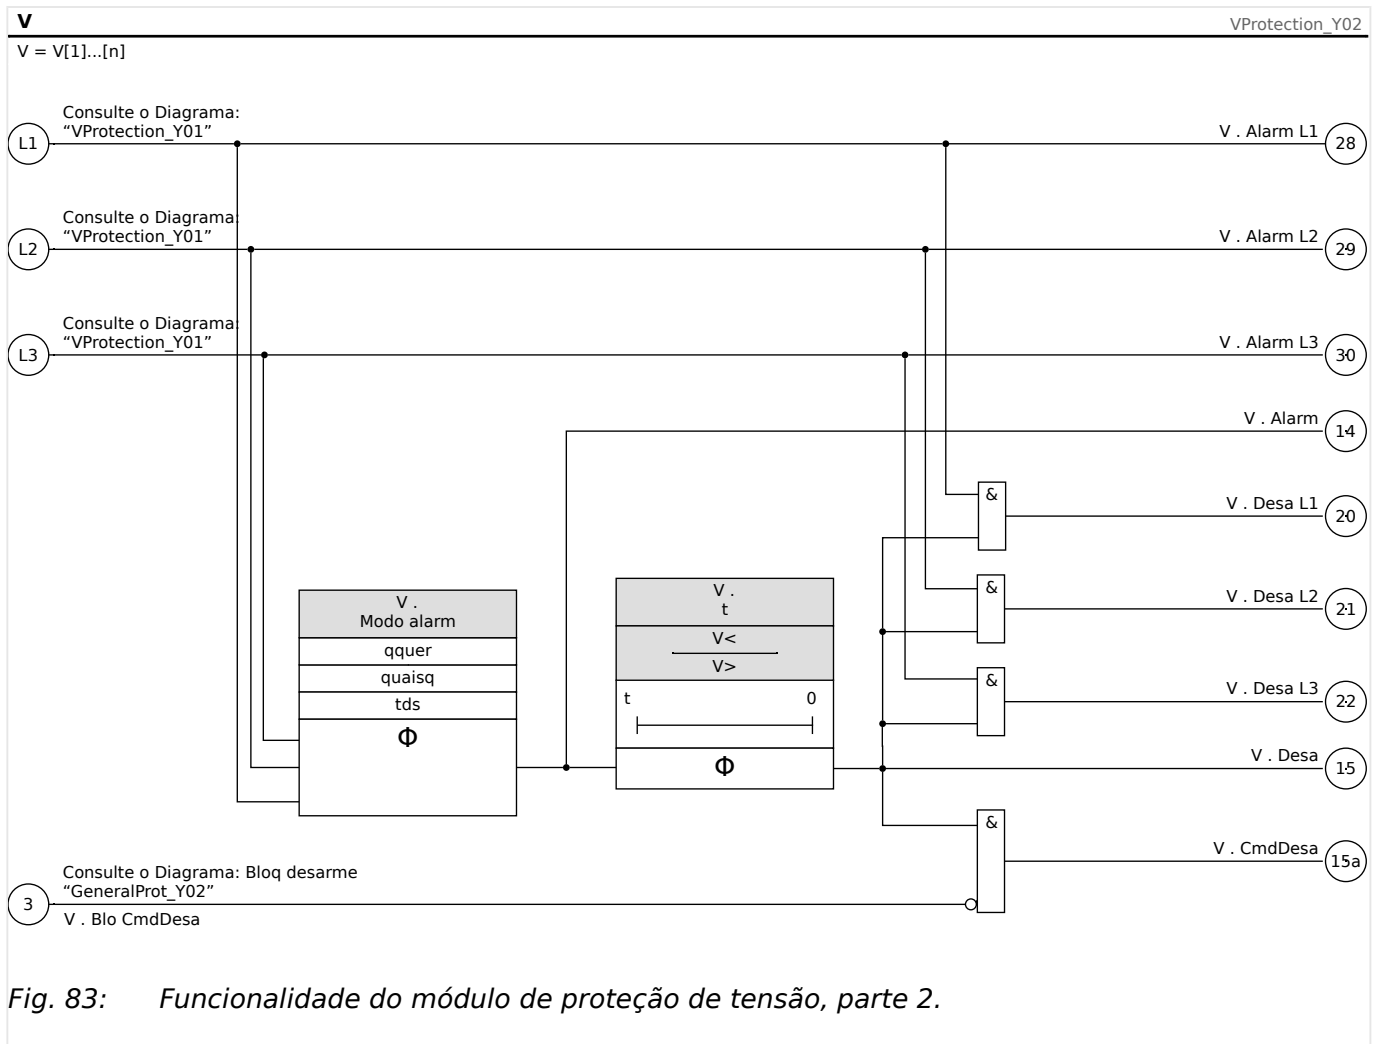 V
VProtection_Y02
V = V[1]...[n]
Consulte o Diagrama:
“VProtection_Y01”
L1
V . Alarm L1
28
Consulte o Diagrama:
“VProtection_Y01”
L2
V . Alarm L2
29
Consulte o Diagrama:
“VProtection_Y01”
L3
V . Alarm L3
30
V . Alarm
14
&
V . Desa L1
20
&
V . Desa L2
21
&
V . Desa L3
22
V .
Modo alarm
qquer
quaisq
tds
Φ
V .
t
V<
V>
t 0
Φ
V . Desa
15
&
V . CmdDesa
15a
Consulte o Diagrama: Bloq desarme
“GeneralProt_Y02”
3
V . Blo CmdDesa
Fig. 83: Funcionalidade do módulo de proteção de tensão, parte 2.